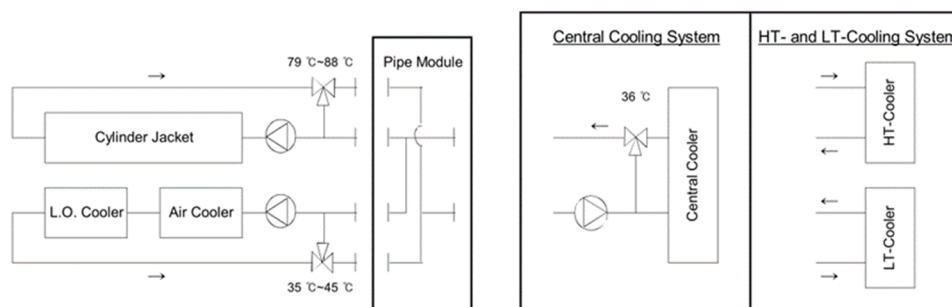 Central Cooling System
HT- and LT-Cooling System
79 ℃~88 ℃
Pipe Module
Cylinder Jacket
36 ℃
Central Cooler
HT-Cooler
L.O. Cooler
Air Cooler
LT-Cooler
35 ℃~45 ℃